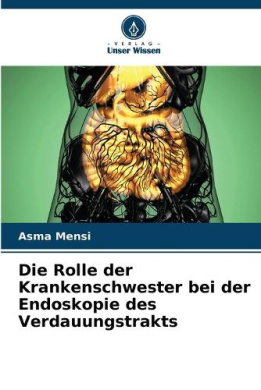 VERLAG
Unser Wissen
Asma Mensi
Die Rolle der
Krankenschwester bei der
Endoskopie des
Verdauungstrakts